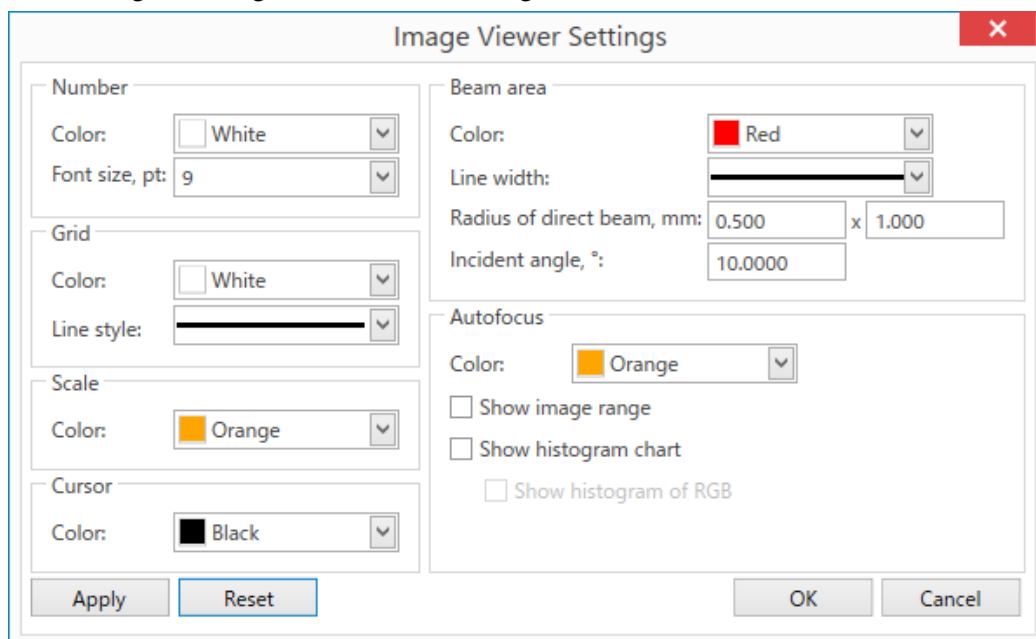 Image Viewer Settings
Number
Color: White
Font size, pt: 9
Grid
Color: White
Line style:
Scale
Color: Orange
Cursor
Color: Black
Beam area
Color: Red
Line width:
Radius of direct beam, mm: 0.500 x 1.000
Incident angle, °: 10.0000
Autofocus
Color: Orange
Show image range
Show histogram chart
Show histogram of RGB
Apply Reset OK Cancel